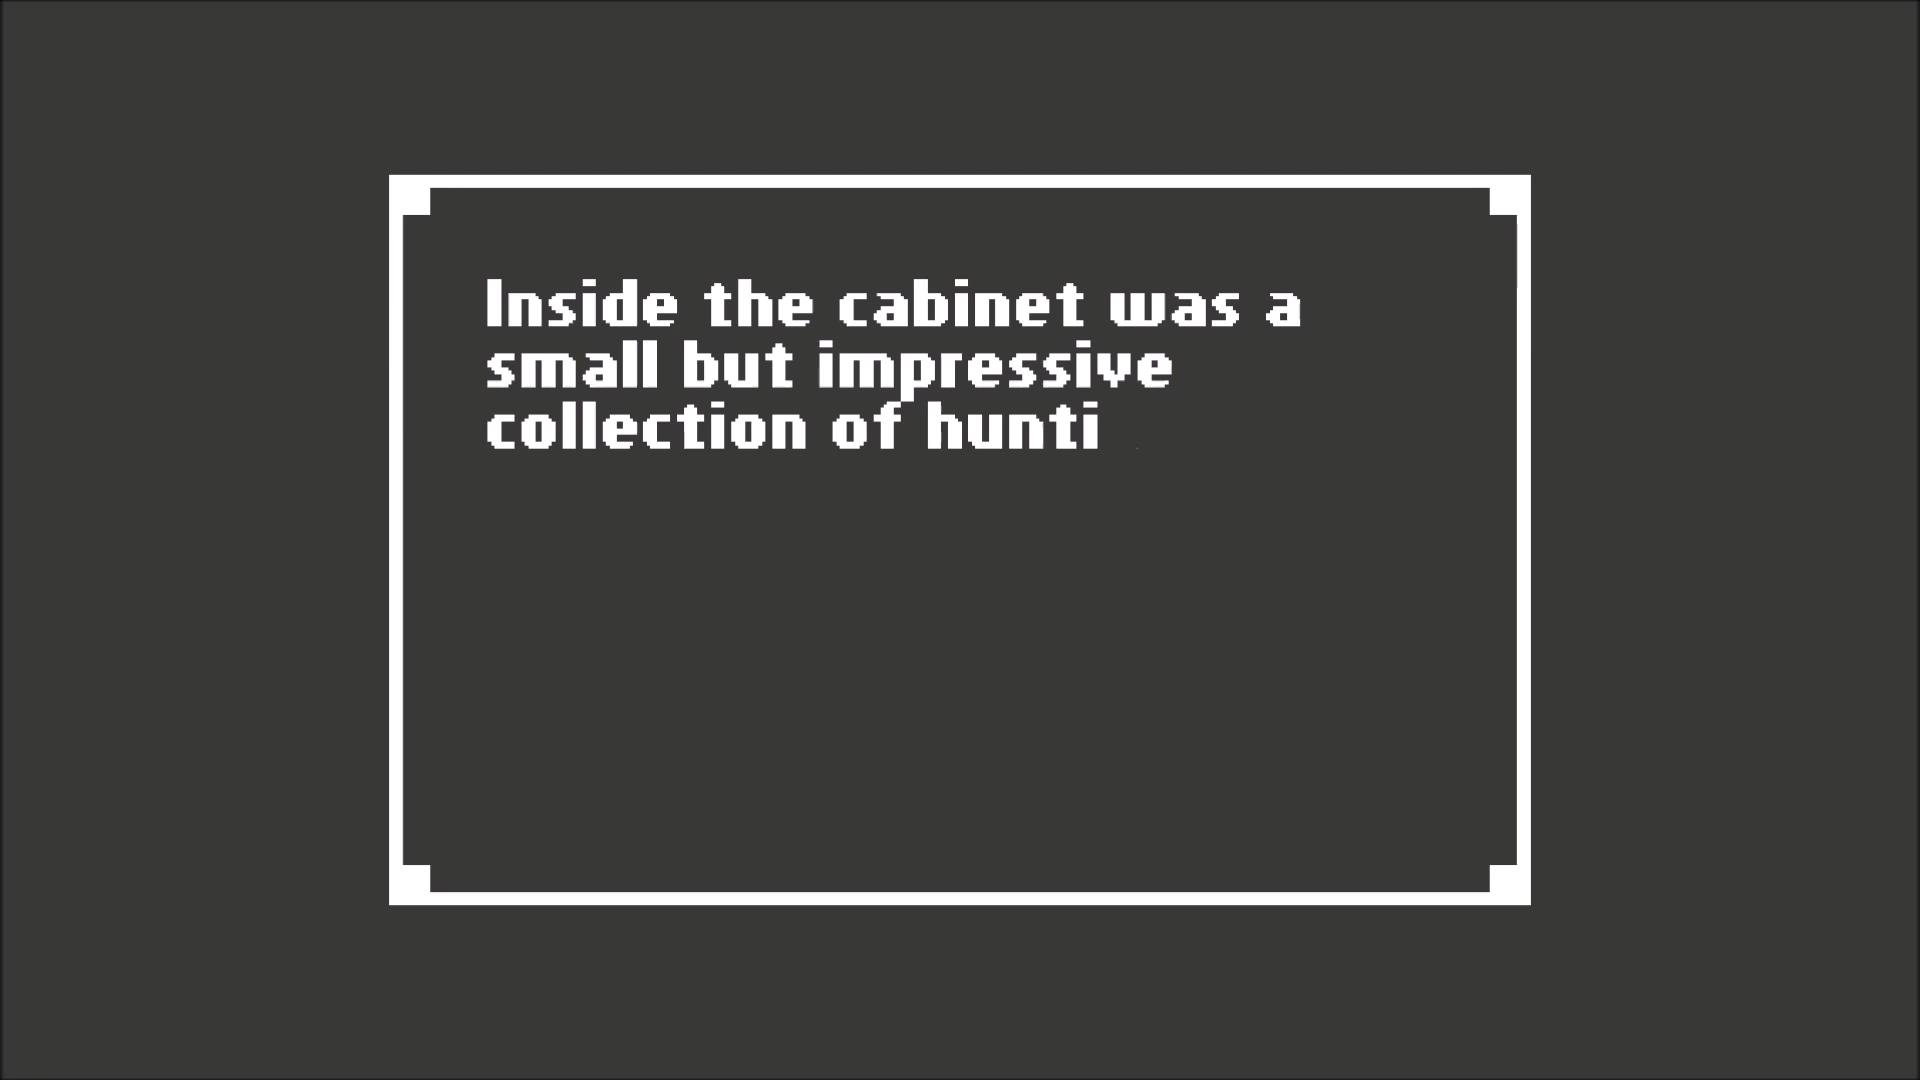 Inside the cabinet was a
small but impressive
collection of hunti